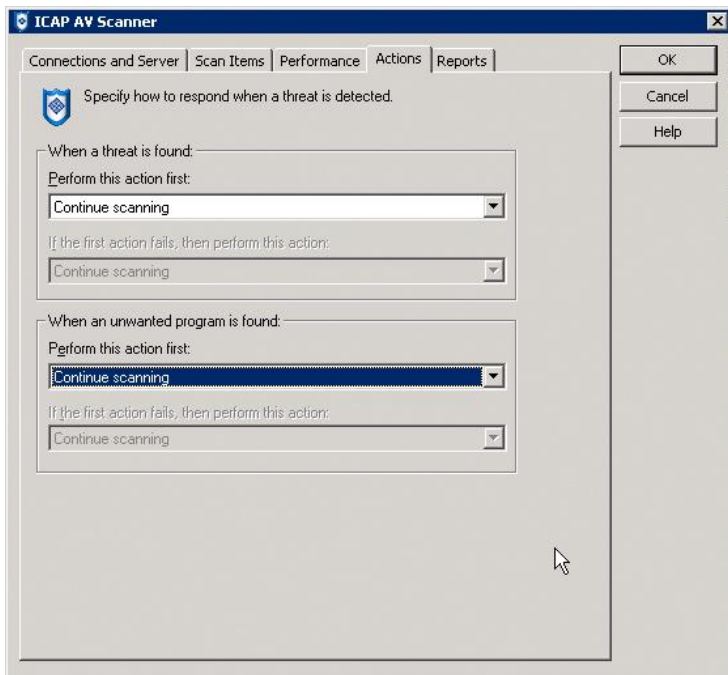 ICAP AV Scanner
Connections and Server Scan Items Performance Actions Reports
OK
Cancel
Help
Specify how to respond when a threat is detected.
When a threat is found:
Perform this action first:
Continue scanning
If the first action fails, then perform this action:
Continue scanning
When an unwanted program is found:
Perform this action first:
Continue scanning
If the first action fails, then perform this action:
Continue scanning